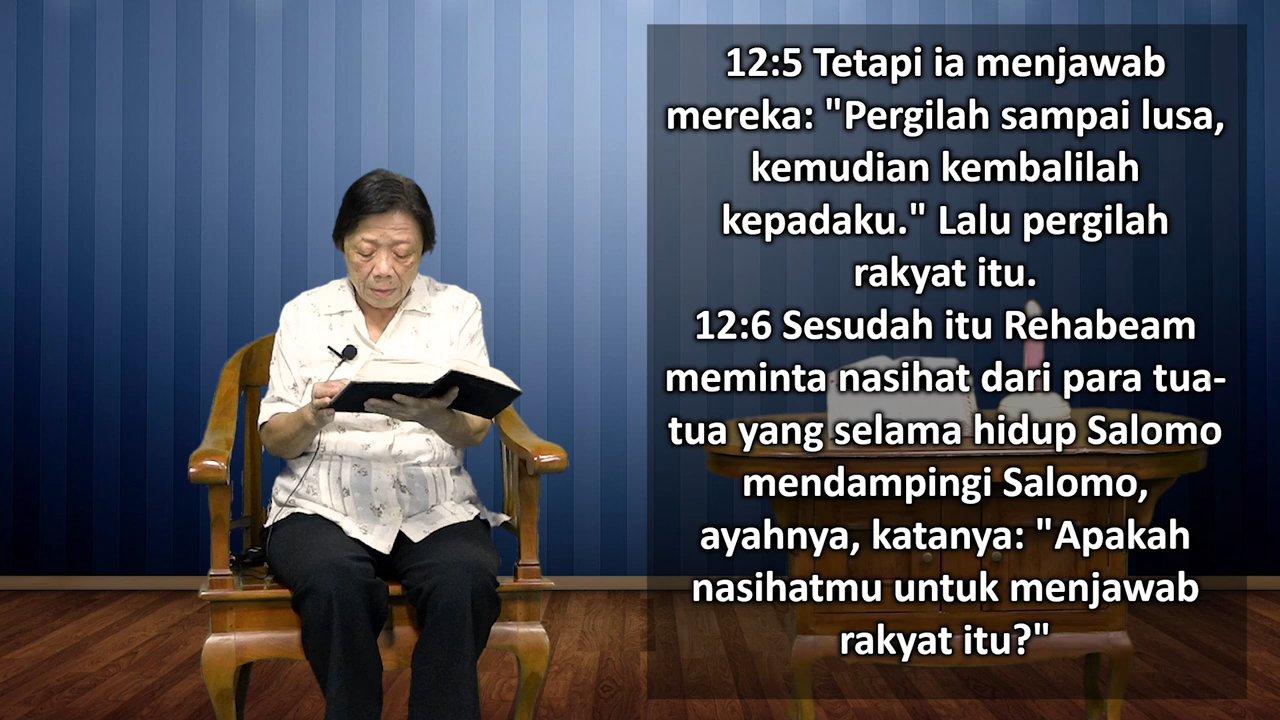 12:5 Tetapi ia menjawab
mereka: "Pergilah sampai lusa,
kemudian kembalilah
kepadaku." Lalu pergilah
rakyat itu.
12:6 Sesudah itu Rehabeam
meminta nasihat dari para tua-
tua yang selama hidup Salomo
mendampingi Salomo,
ayahnya, katanya: "Apakah
nasihatmu untuk menjawab
rakyat itu?"